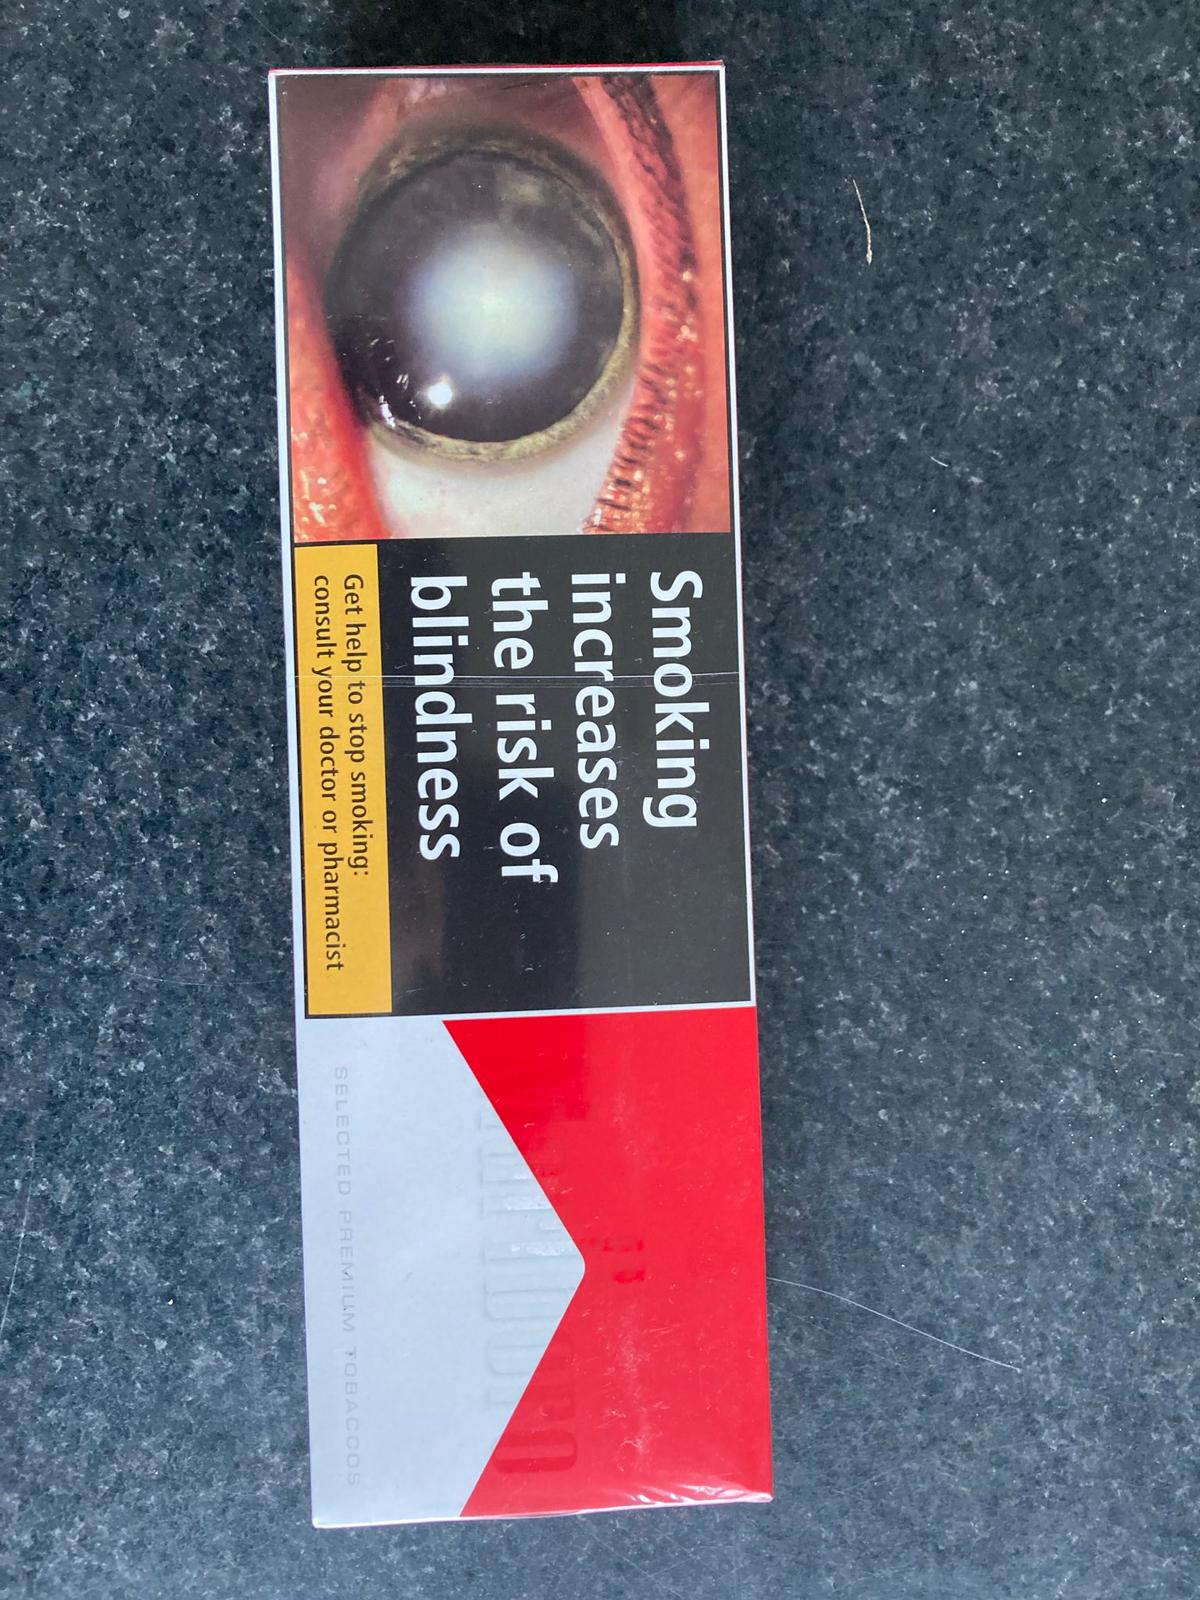 Smoking
increases
the risk of
blindness
Get help to stop smoking:
consult your doctor or pharmacist
Marlboro
SELECTED PREMIUM TOBACCOS